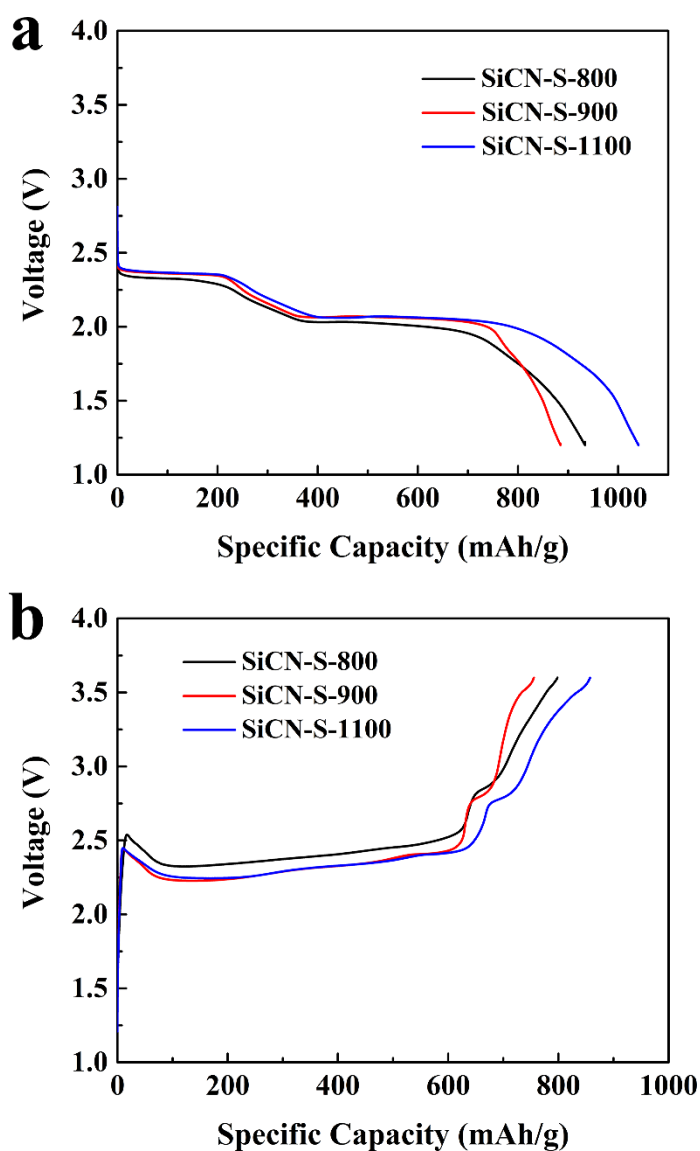 a
4.0
3.5
3.0
2.5
2.0
1.5
1.0
Voltage (V)
SiCN-S-800
SiCN-S-900
SiCN-S-1100
0 200 400 600 800 1000
Specific Capacity (mAh/g)
b
4.0
3.5
3.0
2.5
2.0
1.5
1.0
Voltage (V)
SiCN-S-800
SiCN-S-900
SiCN-S-1100
0 200 400 600 800 1000
Specific Capacity (mAh/g)